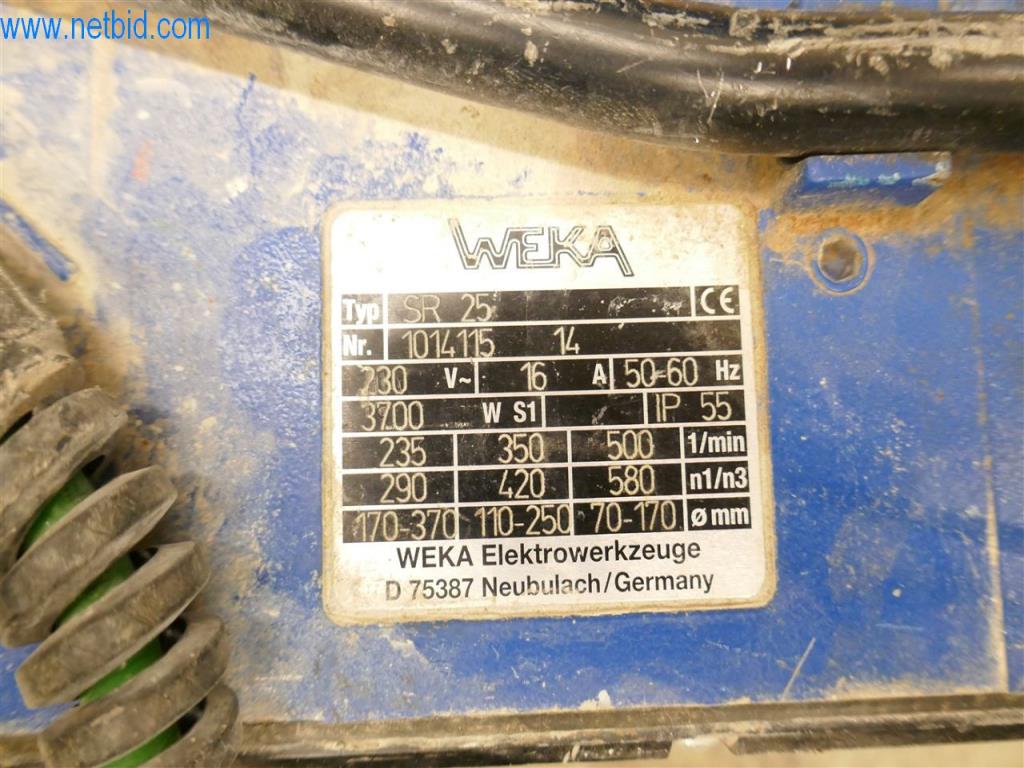 www.netbid.com
WEKA
Typ SR 25 CE
Nr. 1014115 14
230 V~ 16 A 50-60 Hz
3700 W S1 IP 55
235 350 500 1/min
290 420 580 n1/n3
170-370 110-250 70-170 ø mm
WEKA Elektrowerkzeuge
D 75387 Neubulach/Germany